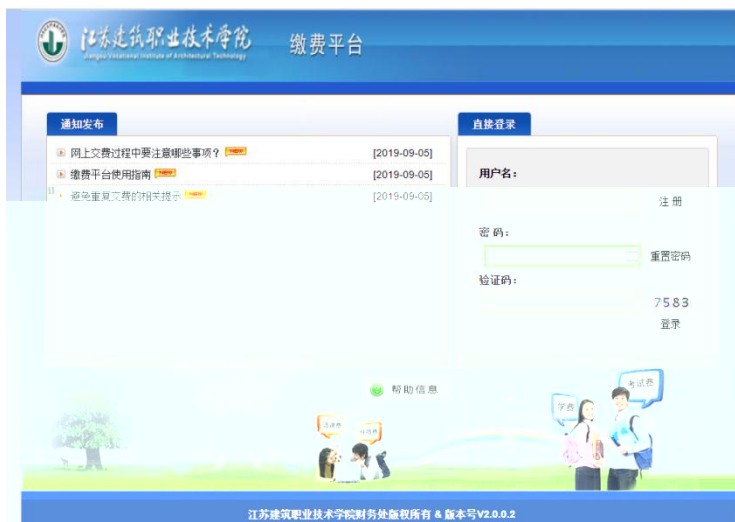 江苏建筑职业技术学院 缴费平台
Jiangsu Vocational Institute of Architectural Technology
通知发布
网上交费过程中要注意哪些事项? NEW [2019-09-05]
缴费平台使用指南 NEW [2019-09-05]
避免重复交费的相关提示 NEW [2019-09-05]
直接登录
用户名:
注册
密码:
重置密码
验证码:
7583
登录
帮助信息
学费
考试费
江苏建筑职业技术学院财务处版权所有 & 版本号V2.0.0.2